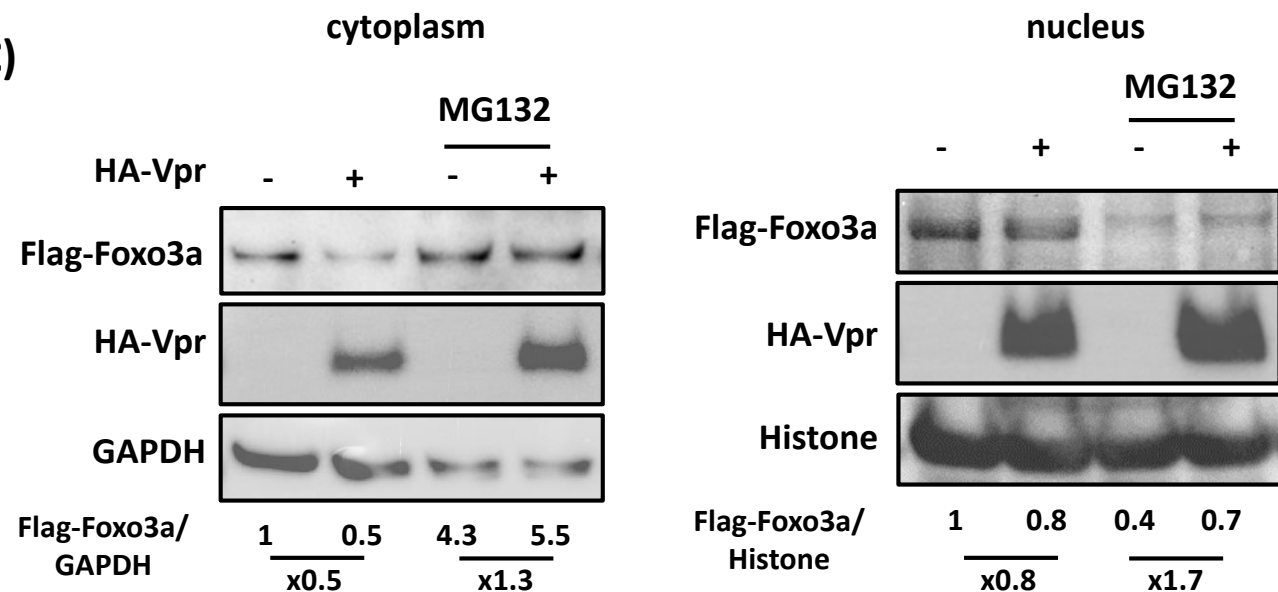 cytoplasm
nucleus
MG132
MG132
HA-Vpr - + - +
- + - +
Flag-Foxo3a
Flag-Foxo3a
HA-Vpr
HA-Vpr
GAPDH
Histone
Flag-Foxo3a/
GAPDH
1 0.5 4.3 5.5
x0.5 x1.3
Flag-Foxo3a/
Histone
1 0.8 0.4 0.7
x0.8 x1.7